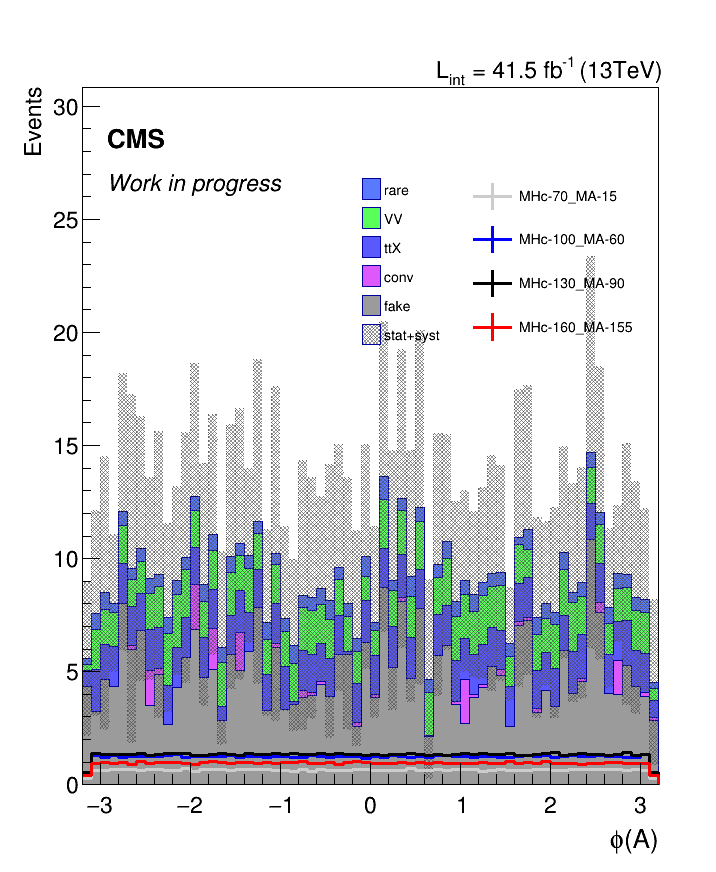 L_int = 41.5 fb^-1 (13TeV)
Events
CMS
Work in progress
rare
VV
ttX
conv
fake
stat+syst
MHc-70_MA-15
MHc-100_MA-60
MHc-130_MA-90
MHc-160_MA-155
30
25
20
15
10
5
0
−3 −2 −1 0 1 2 3
ϕ(A)